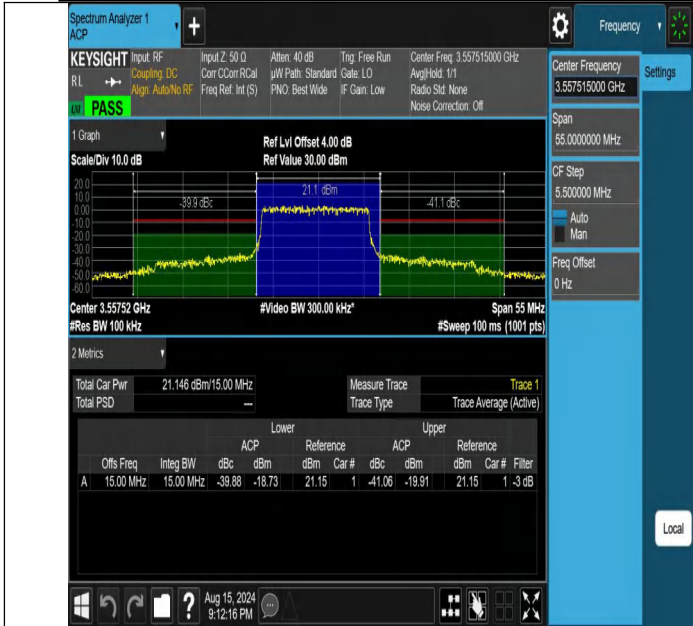 Spectrum Analyzer 1
ACP
+
Frequency
KEYSIGHT
RL
PASS
Input: RF
Coupling: DC
Align: Auto/No RF
Input Z: 50 Ω
Corr CCorr RCal
Freq Ref: Int (S)
Atten: 40 dB
µW Path: Standard
PNO: Best Wide
Trig: Free Run
Gate: LO
IF Gain: Low
Center Freq: 3.557515000 GHz
Avg|Hold: 1/1
Radio Std: None
Noise Correction: Off
Center Frequency
3.557515000 GHz
Settings
Span
55.0000000 MHz
CF Step
5.500000 MHz
Auto
Man
Freq Offset
0 Hz
1 Graph
Scale/Div 10.0 dB
Ref Lvl Offset 4.00 dB
Ref Value 30.00 dBm
20.0
10.0
0.00
-10.0
-20.0
-30.0
-40.0
-50.0
-60.0
-39.9 dBc
21.1 dBm
-41.1 dBc
Center 3.55752 GHz
#Video BW 300.00 kHz*
Span 55 MHz
#Res BW 100 kHz
#Sweep 100 ms (1001 pts)
2 Metrics
Total Car Pwr 21.146 dBm/15.00 MHz
Total PSD ---
Measure Trace Trace 1
Trace Type Trace Average (Active)
Lower Upper
ACP Reference ACP Reference
Offs Freq Integ BW dBc dBm dBm Car # dBc dBm dBm Car # Filter
A 15.00 MHz 15.00 MHz -39.88 -18.73 21.15 1 -41.06 -19.91 21.15 1 -3 dB
Local
?
Aug 15, 2024
9:12:16 PM